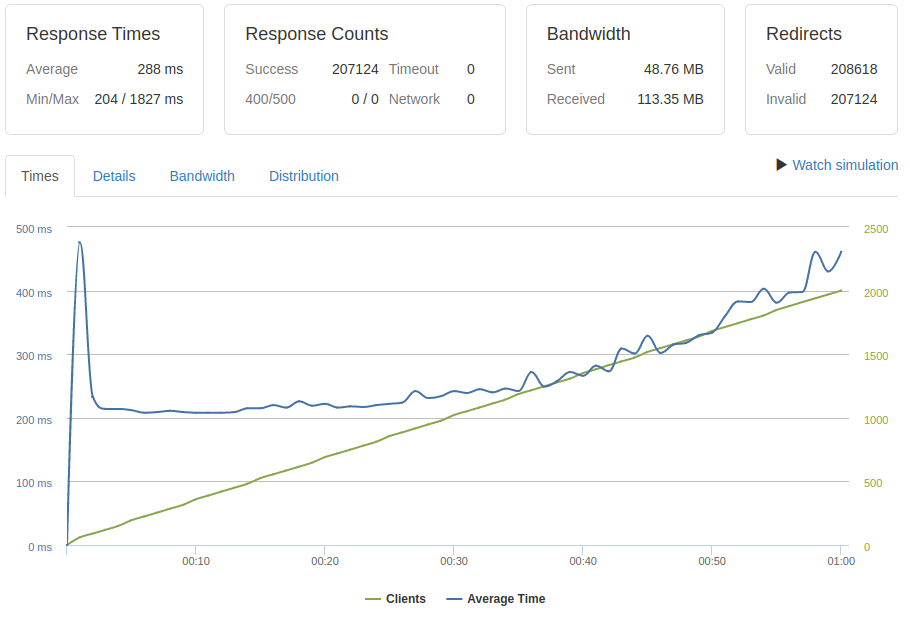 Response Times
Average 288 ms
Min/Max 204 / 1827 ms
Response Counts
Success 207124 Timeout 0
400/500 0 / 0 Network 0
Bandwidth
Sent 48.76 MB
Received 113.35 MB
Redirects
Valid 208618
Invalid 207124
Times Details Bandwidth Distribution
Watch simulation
500 ms 2500
400 ms 2000
300 ms 1500
200 ms 1000
100 ms 500
0 ms 0
00:10 00:20 00:30 00:40 00:50 01:00
Clients Average Time